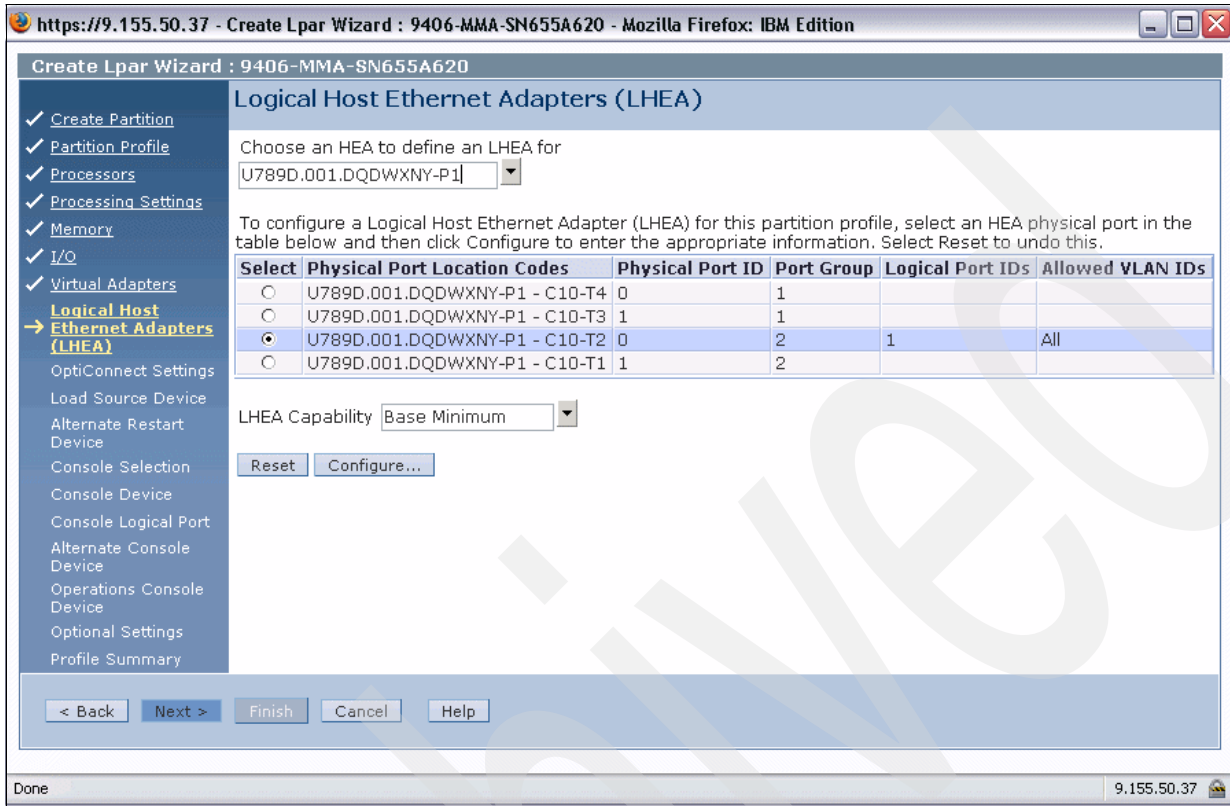 https://9.155.50.37 - Create Lpar Wizard : 9406-MMA-SN655A620 - Mozilla Firefox: IBM Edition
Create Lpar Wizard : 9406-MMA-SN655A620
Create Partition
Partition Profile
Processors
Processing Settings
Memory
I/O
Virtual Adapters
Logical Host
Ethernet Adapters
(LHEA)
OptiConnect Settings
Load Source Device
Alternate Restart
Device
Console Selection
Console Device
Console Logical Port
Alternate Console
Device
Operations Console
Device
Optional Settings
Profile Summary
Logical Host Ethernet Adapters (LHEA)
Choose an HEA to define an LHEA for
U789D.001.DQDWXNY-P1
To configure a Logical Host Ethernet Adapter (LHEA) for this partition profile, select an HEA physical port in the
table below and then click Configure to enter the appropriate information. Select Reset to undo this.
Select Physical Port Location Codes Physical Port ID Port Group Logical Port IDs Allowed VLAN IDs
U789D.001.DQDWXNY-P1 - C10-T4 0 1
U789D.001.DQDWXNY-P1 - C10-T3 1 1
U789D.001.DQDWXNY-P1 - C10-T2 0 2 1 All
U789D.001.DQDWXNY-P1 - C10-T1 1 2
LHEA Capability Base Minimum
Reset Configure...
< Back Next > Finish Cancel Help
Done 9.155.50.37